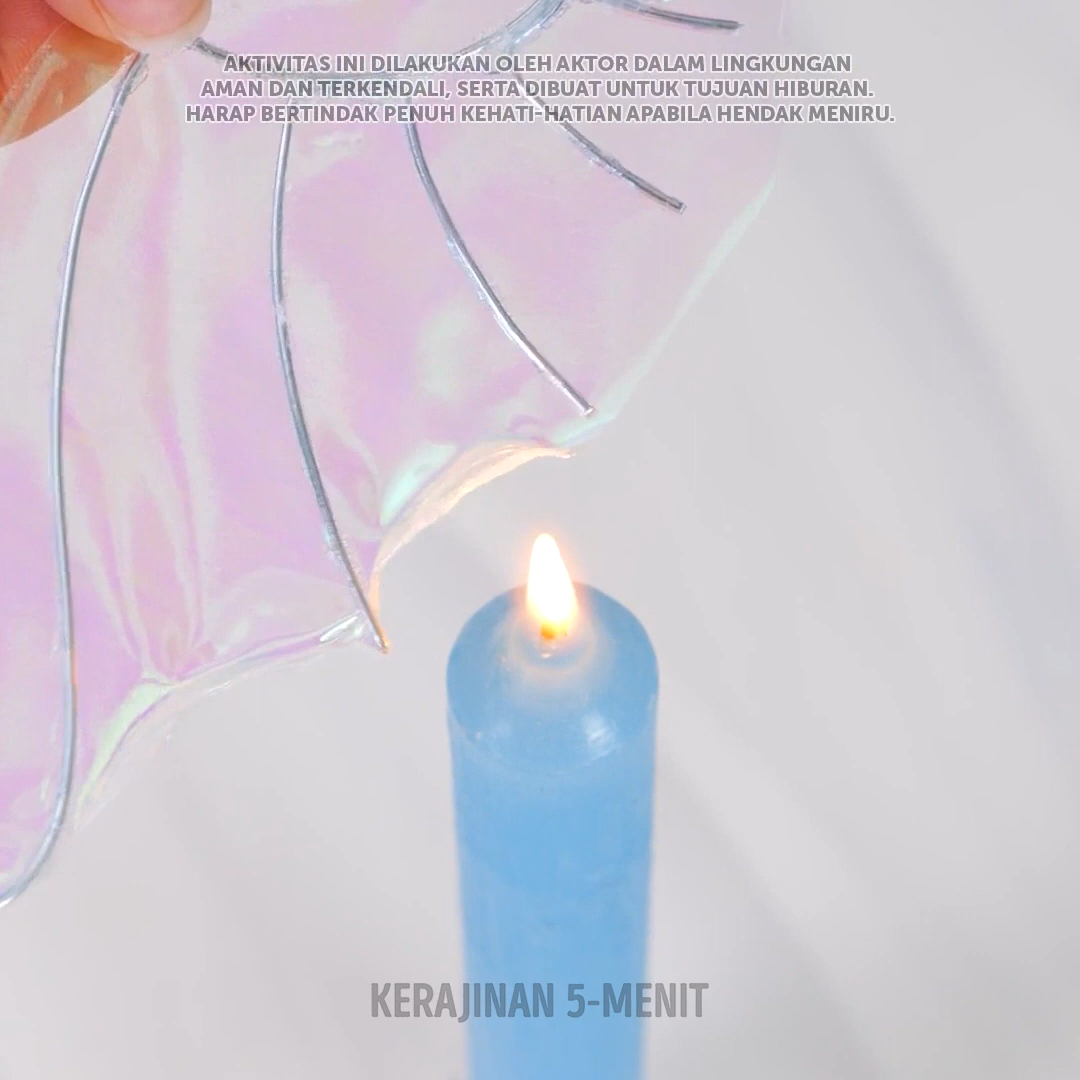 AKTIVITAS INI DILAKUKAN OLEH AKTOR DALAM LINGKUNGAN
AMAN DAN TERKENDALI, SERTA DIBUAT UNTUK TUJUAN HIBURAN.
HARAP BERTINDAK PENUH KEHATI-HATIAN APABILA HENDAK MENIRU.
KERAJINAN 5-MENIT